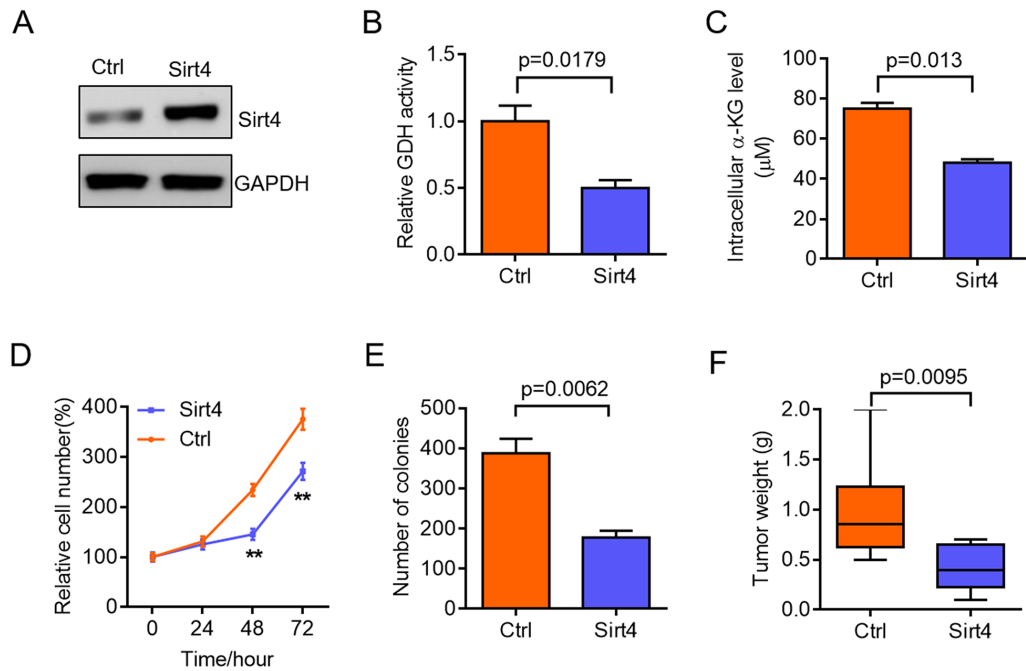 A
Ctrl
Sirt4
Sirt4
GAPDH
B
p=0.0179
Relative GDH activity
1.5
1.0
0.5
0.0
Ctrl
Sirt4
C
p=0.013
Intracellular α-KG level
(μM)
100
80
60
40
20
0
Ctrl
Sirt4
D
Sirt4
Ctrl
Relative cell number(%)
400
300
200
100
0
**
**
0
24
48
72
Time/hour
E
p=0.0062
Number of colonies
500
400
300
200
100
0
Ctrl
Sirt4
F
p=0.0095
Tumor weight (g)
2.0
1.5
1.0
0.5
0.0
Ctrl
Sirt4